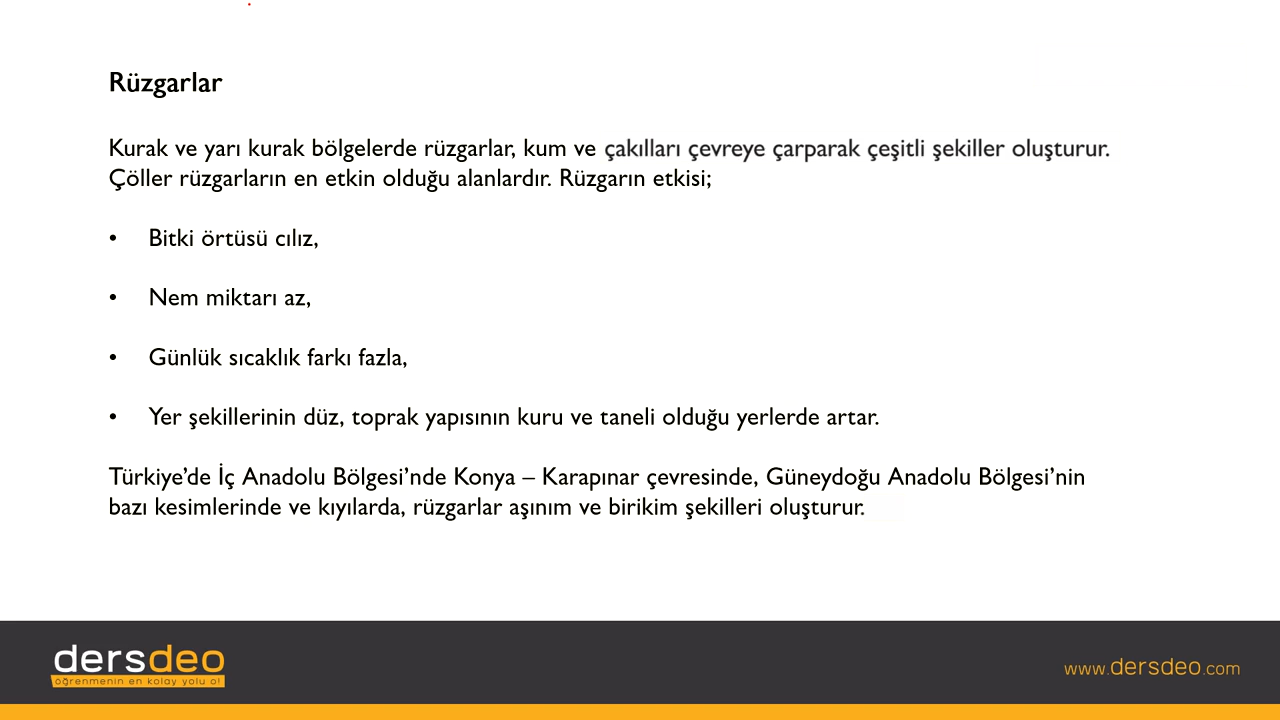 Rüzgarlar
Kurak ve yarı kurak bölgelerde rüzgarlar, kum ve çakılları çevreye çarparak çeşitli şekiller oluşturur.
Çöller rüzgarların en etkin olduğu alanlardır. Rüzgarın etkisi;
• Bitki örtüsü cılız,
• Nem miktarı az,
• Günlük sıcaklık farkı fazla,
• Yer şekillerinin düz, toprak yapısının kuru ve taneli olduğu yerlerde artar.
Türkiye’de İç Anadolu Bölgesi’nde Konya – Karapınar çevresinde, Güneydoğu Anadolu Bölgesi’nin
bazı kesimlerinde ve kıyılarda, rüzgarlar aşınım ve birikim şekilleri oluşturur.
dersdeo
öğrenmenin en kolay yolu o!
www.dersdeo.com